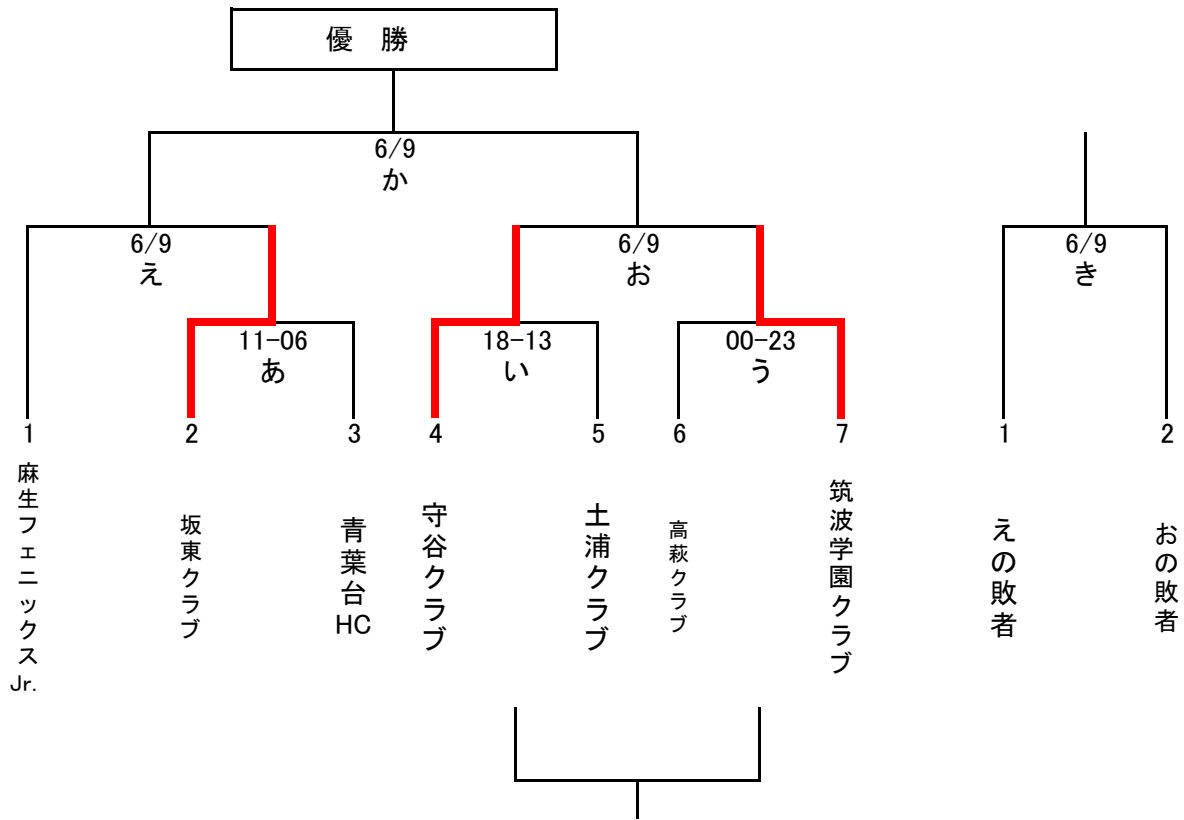 優 勝
6/9
か
6/9
え
6/9
お
6/9
き
11-06
あ
18-13
い
00-23
う
1
2
3
4
5
6
7
1
2
麻生フェニックスJr.
坂東クラブ
青葉台HC
守谷クラブ
土浦クラブ
高萩クラブ
筑波学園クラブ
えの敗者
おの敗者